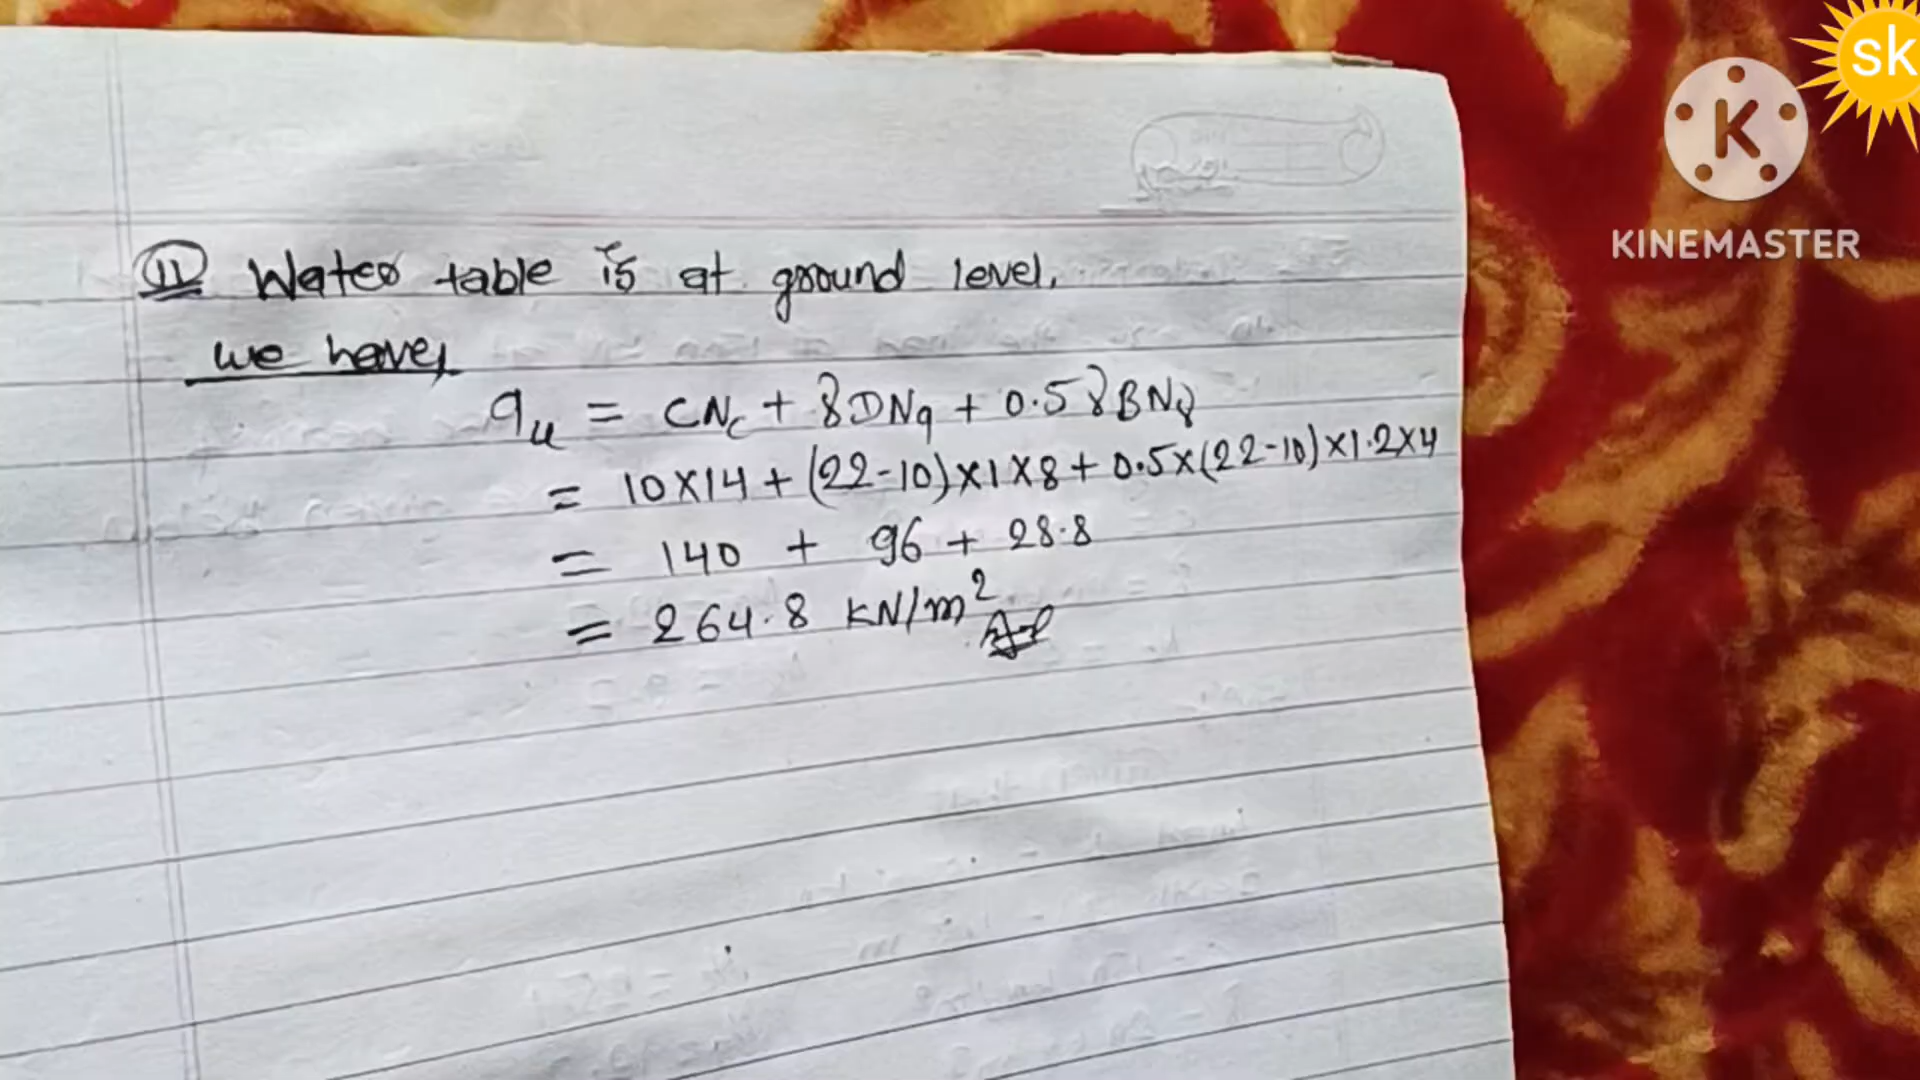 sk
K
KINEMASTER
(ii) Water table is at ground level.
we have,
qu = CNc + γDNq + 0.5γBNγ
= 10×14 + (22-10)×1×8 + 0.5×(22-10)×1.2×4
= 140 + 96 + 28.8
= 264.8 KN/m²